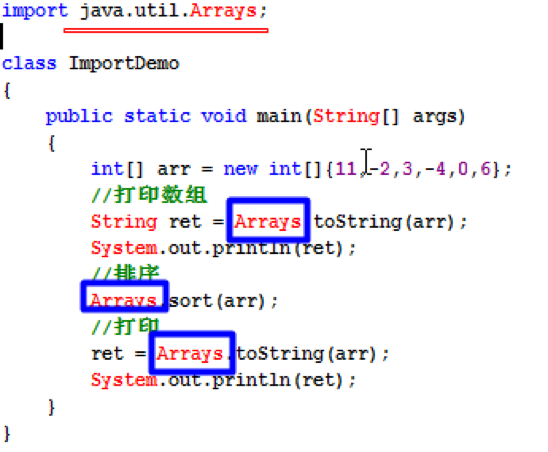 import java.util.Arrays;
class ImportDemo
{
public static void main(String[] args)
{
int[] arr = new int[]{11,-2,3,-4,0,6};
//打印数组
String ret = Arrays.toString(arr);
System.out.println(ret);
//排序
Arrays.sort(arr);
//打印
ret = Arrays.toString(arr);
System.out.println(ret);
}
}